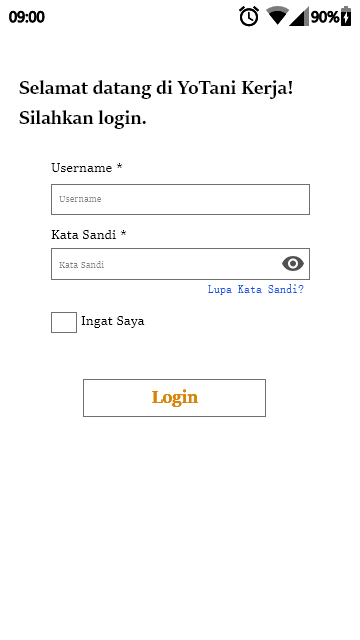 09:00
90%
Selamat datang di YoTani Kerja!
Silahkan login.
Username *
Username
Kata Sandi *
Kata Sandi
Lupa Kata Sandi?
Ingat Saya
Login